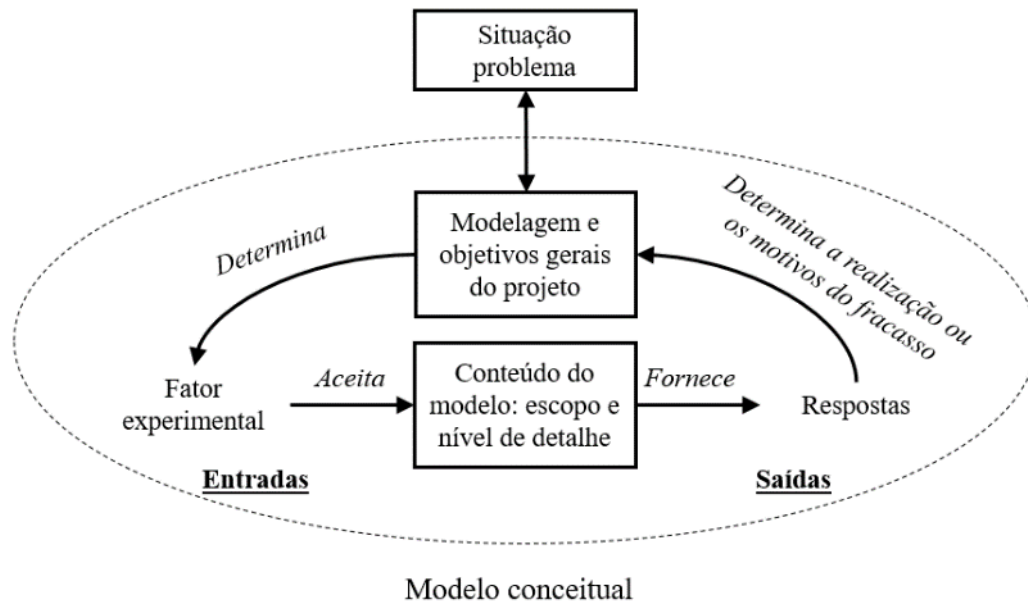 Situação
problema
Modelagem e
objetivos gerais
do projeto
Determina
Determina a realização ou
os motivos do fracasso
Fator
experimental
Aceita
Conteúdo do
modelo: escopo e
nível de detalhe
Fornece
Respostas
Entradas
Saídas
Modelo conceitual